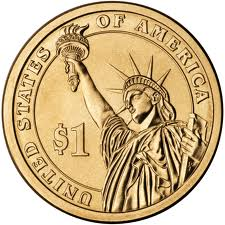 UNITED STATES OF AMERICA
$1